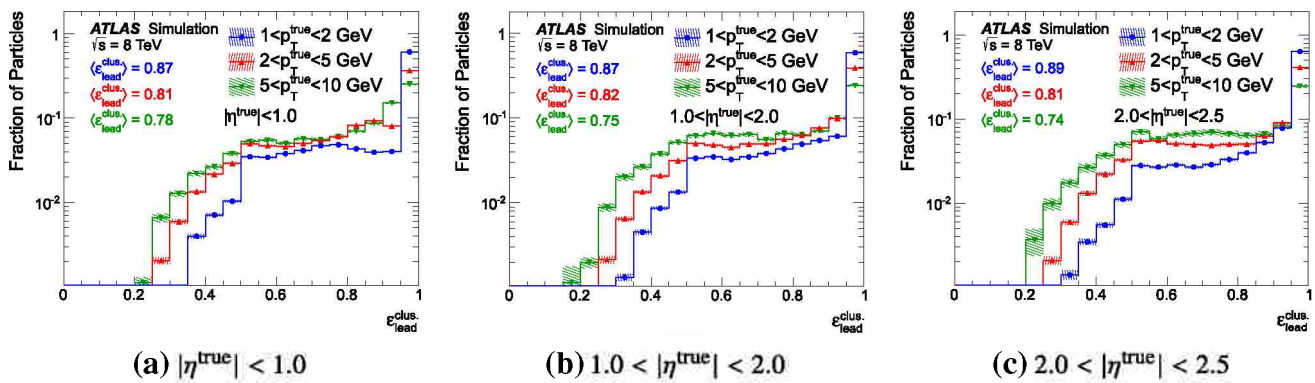 Fraction of Particles
1
10⁻¹
10⁻²
ATLAS Simulation
√s = 8 TeV
⟨ε_lead^clus.⟩ = 0.87
⟨ε_lead^clus.⟩ = 0.81
⟨ε_lead^clus.⟩ = 0.78
1<p_T^true<2 GeV
2<p_T^true<5 GeV
5<p_T^true<10 GeV
|η^true|<1.0
0 0.2 0.4 0.6 0.8 1
ε_lead^clus.
(a) |η^true| < 1.0
Fraction of Particles
1
10⁻¹
10⁻²
ATLAS Simulation
√s = 8 TeV
⟨ε_lead^clus.⟩ = 0.87
⟨ε_lead^clus.⟩ = 0.82
⟨ε_lead^clus.⟩ = 0.75
1<p_T^true<2 GeV
2<p_T^true<5 GeV
5<p_T^true<10 GeV
1.0<|η^true|<2.0
0 0.2 0.4 0.6 0.8 1
ε_lead^clus.
(b) 1.0 < |η^true| < 2.0
Fraction of Particles
1
10⁻¹
10⁻²
ATLAS Simulation
√s = 8 TeV
⟨ε_lead^clus.⟩ = 0.89
⟨ε_lead^clus.⟩ = 0.81
⟨ε_lead^clus.⟩ = 0.74
1<p_T^true<2 GeV
2<p_T^true<5 GeV
5<p_T^true<10 GeV
2.0<|η^true|<2.5
0 0.2 0.4 0.6 0.8 1
ε_lead^clus.
(c) 2.0 < |η^true| < 2.5